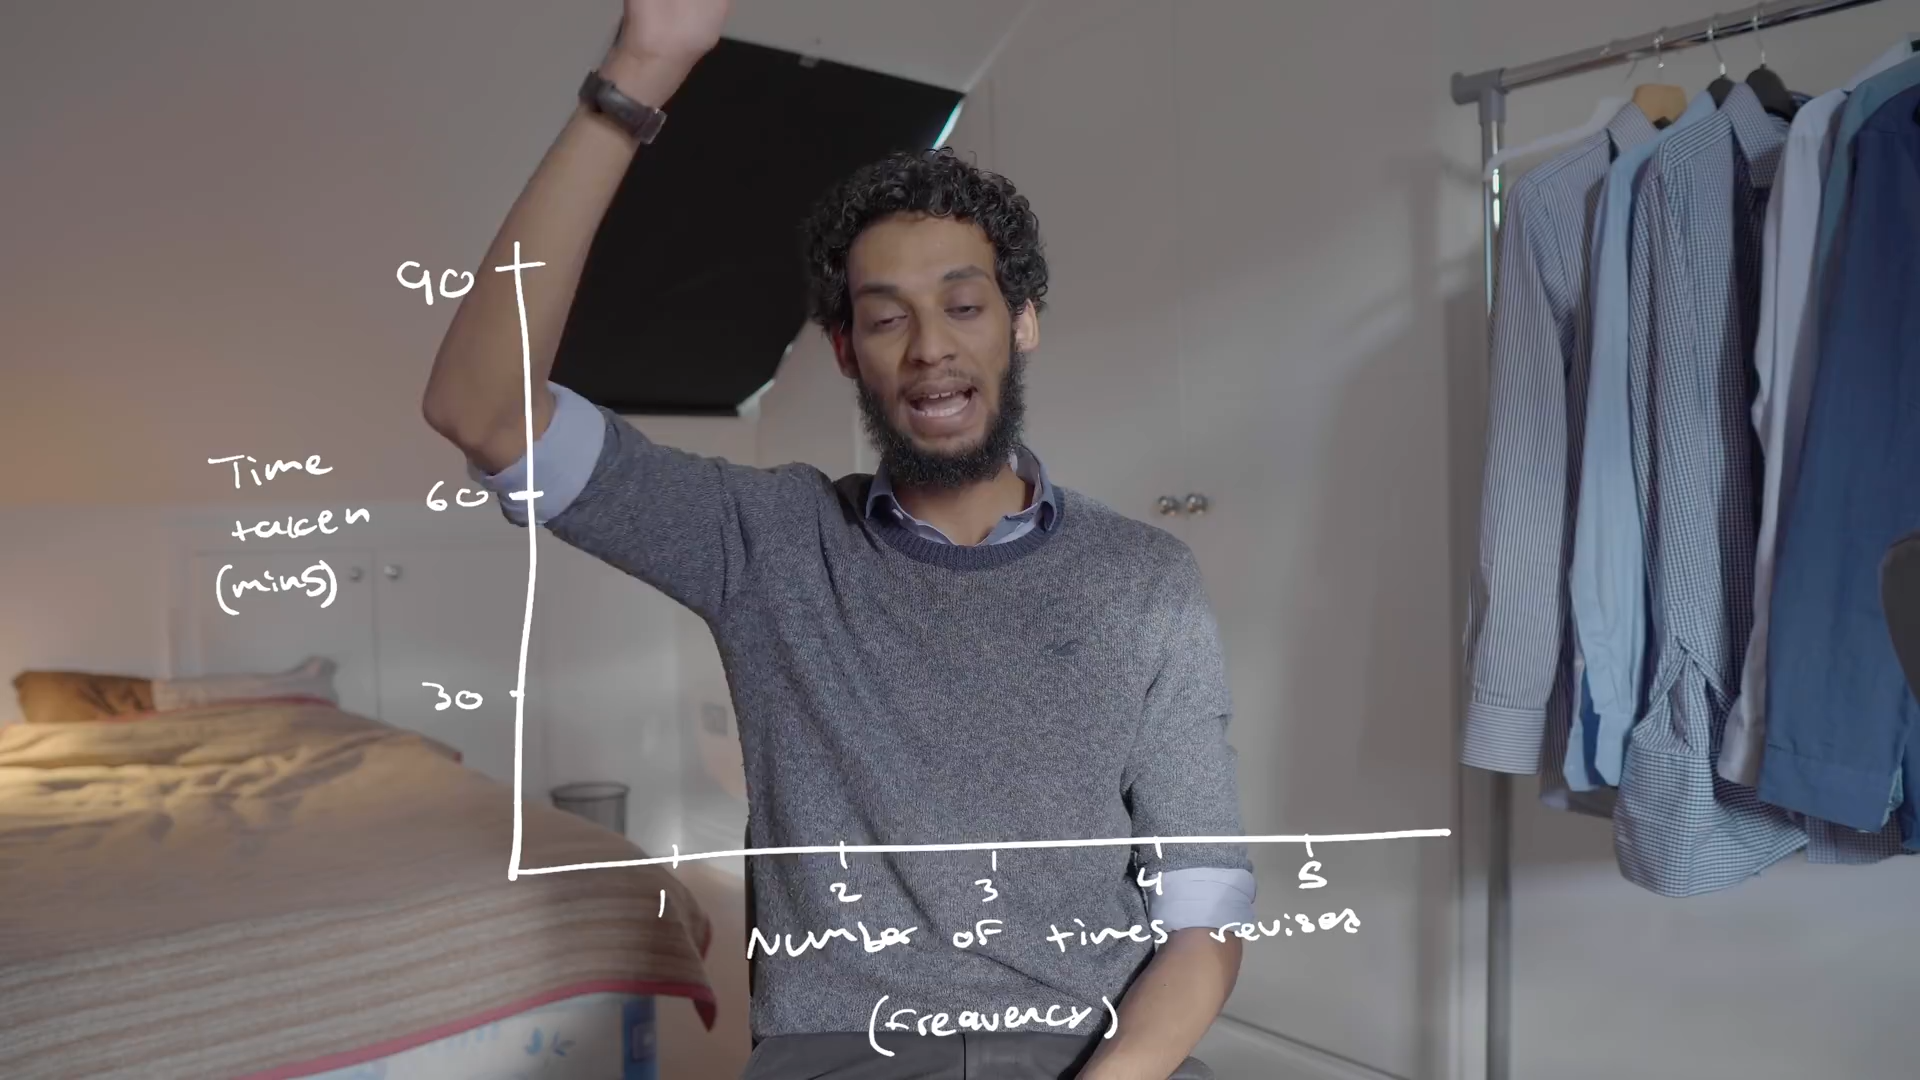 90
Time
taken
(mins)
60
30
1 2 3 4 5
Number of times revised
(frequency)